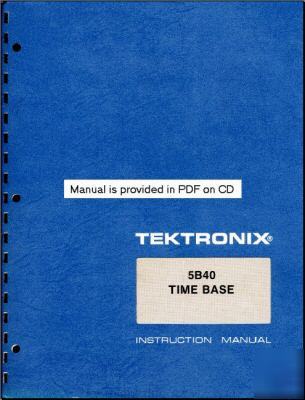 Manual is provided in PDF on CD
TEKTRONIX®
5B40
TIME BASE
INSTRUCTION MANUAL